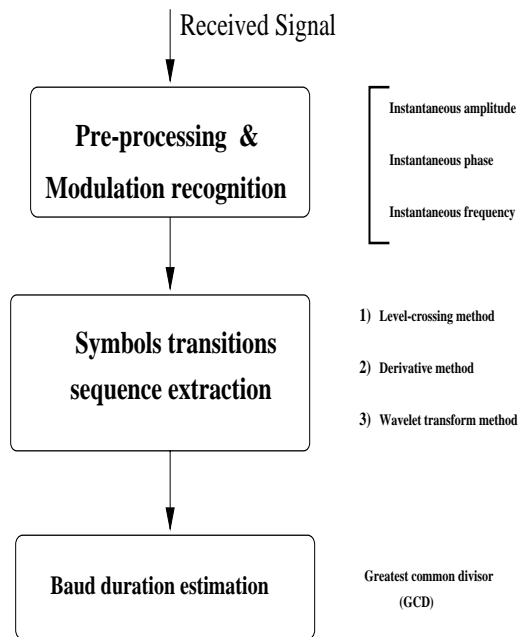 Received Signal
Pre-processing &
Modulation recognition
Instantaneous amplitude
Instantaneous phase
Instantaneous frequency
Symbols transitions
sequence extraction
1) Level-crossing method
2) Derivative method
3) Wavelet transform method
Baud duration estimation
Greatest common divisor
(GCD)